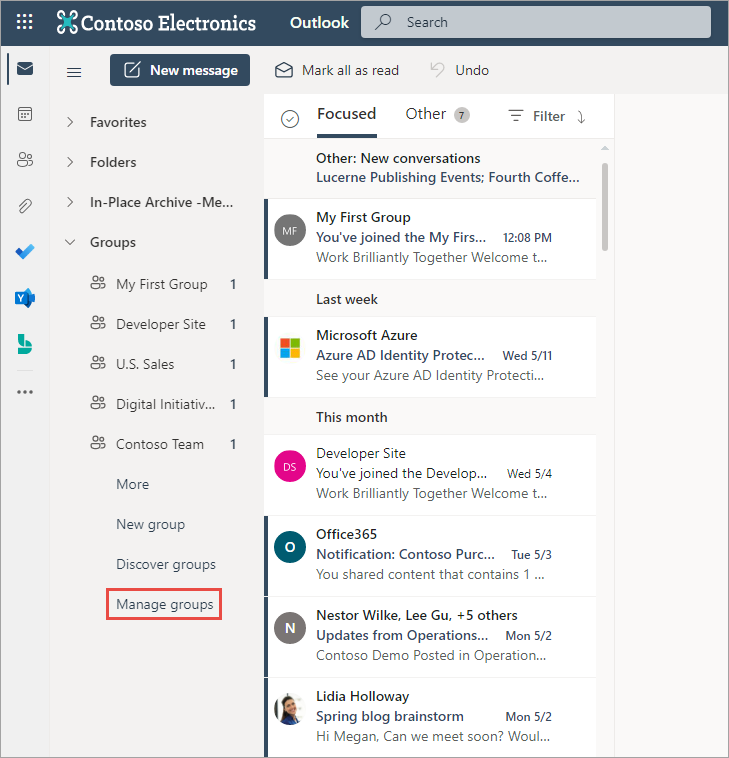 Contoso Electronics
Outlook
Search
New message
Mark all as read
Undo
Favorites
Folders
In-Place Archive -Me...
Groups
My First Group 1
Developer Site 1
U.S. Sales 1
Digital Initiativ... 1
Contoso Team 1
More
New group
Discover groups
Manage groups
Focused
Other 7
Filter
Other: New conversations
Lucerne Publishing Events; Fourth Coffe...
MF
My First Group
You've joined the My Firs... 12:08 PM
Work Brilliantly Together Welcome t...
Last week
Microsoft Azure
Azure AD Identity Protec... Wed 5/11
See your Azure AD Identity Protecti...
This month
DS
Developer Site
You've joined the Develop... Wed 5/4
Work Brilliantly Together Welcome t...
O
Office365
Notification: Contoso Purc... Tue 5/3
You shared content that contains 1 ...
N
Nestor Wilke, Lee Gu, +5 others
Updates from Operations... Mon 5/2
Contoso Demo Posted in Operation...
Lidia Holloway
Spring blog brainstorm Mon 5/2
Hi Megan, Can we meet soon? Woul...